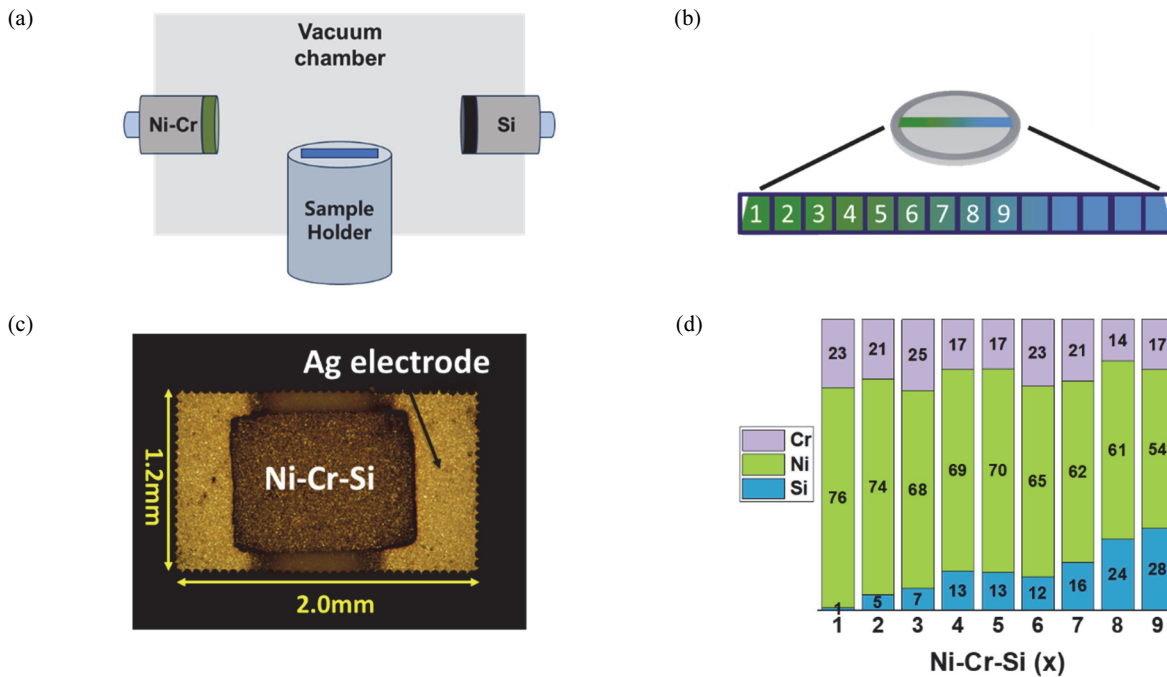 (a)
Vacuum
chamber
Ni-Cr
Si
Sample
Holder
(b)
1 2 3 4 5 6 7 8 9
(c)
Ag electrode
Ni-Cr-Si
1.2mm
2.0mm
(d)
Cr
Ni
Si
23 21 25 17 17 23 21 14 17
76 74 68 69 70 65 62 61 54
1 5 7 13 13 12 16 24 28
1 2 3 4 5 6 7 8 9
Ni-Cr-Si (x)